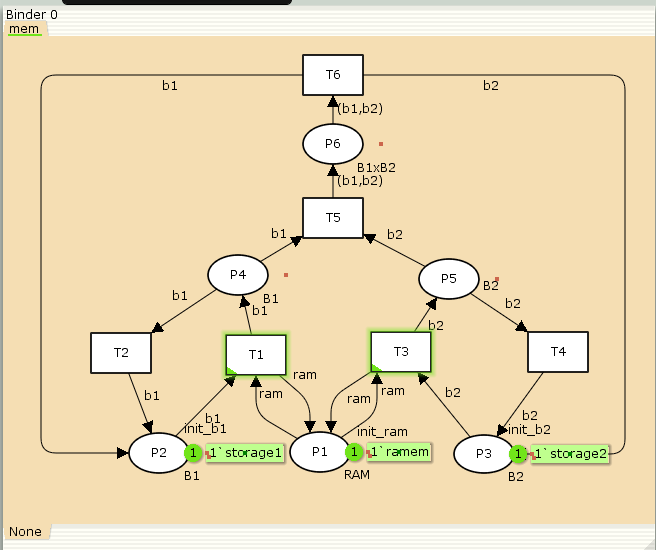 Binder 0
mem
T6
b1
b2
(b1,b2)
P6
B1xB2
(b1,b2)
T5
b1
b2
P4
B1
P5
B2
b1
b1
b2
b2
T2
T1
T3
T4
ram
ram
ram
ram
b1
b1
b2
b2
init_b1
init_ram
init_b2
P2
1
1`storage1
P1
1
1`ramem
P3
1
1`storage2
B1
RAM
B2
None